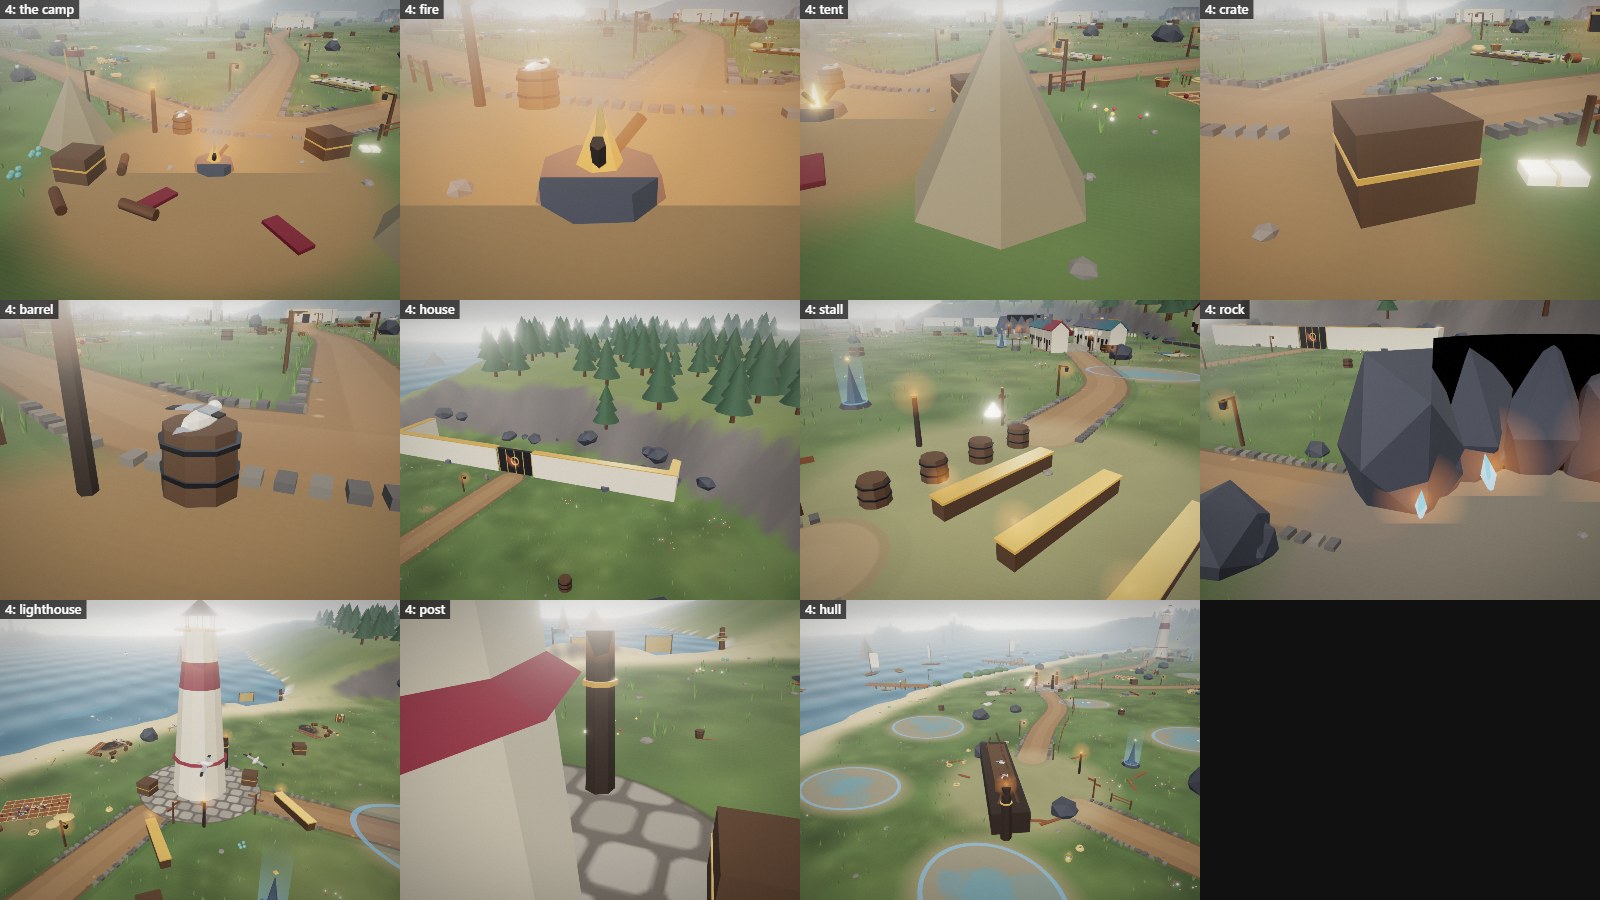 4: the camp
4: fire
4: tent
4: crate
4: barrel
4: house
4: stall
4: rock
4: lighthouse
4: post
4: hull